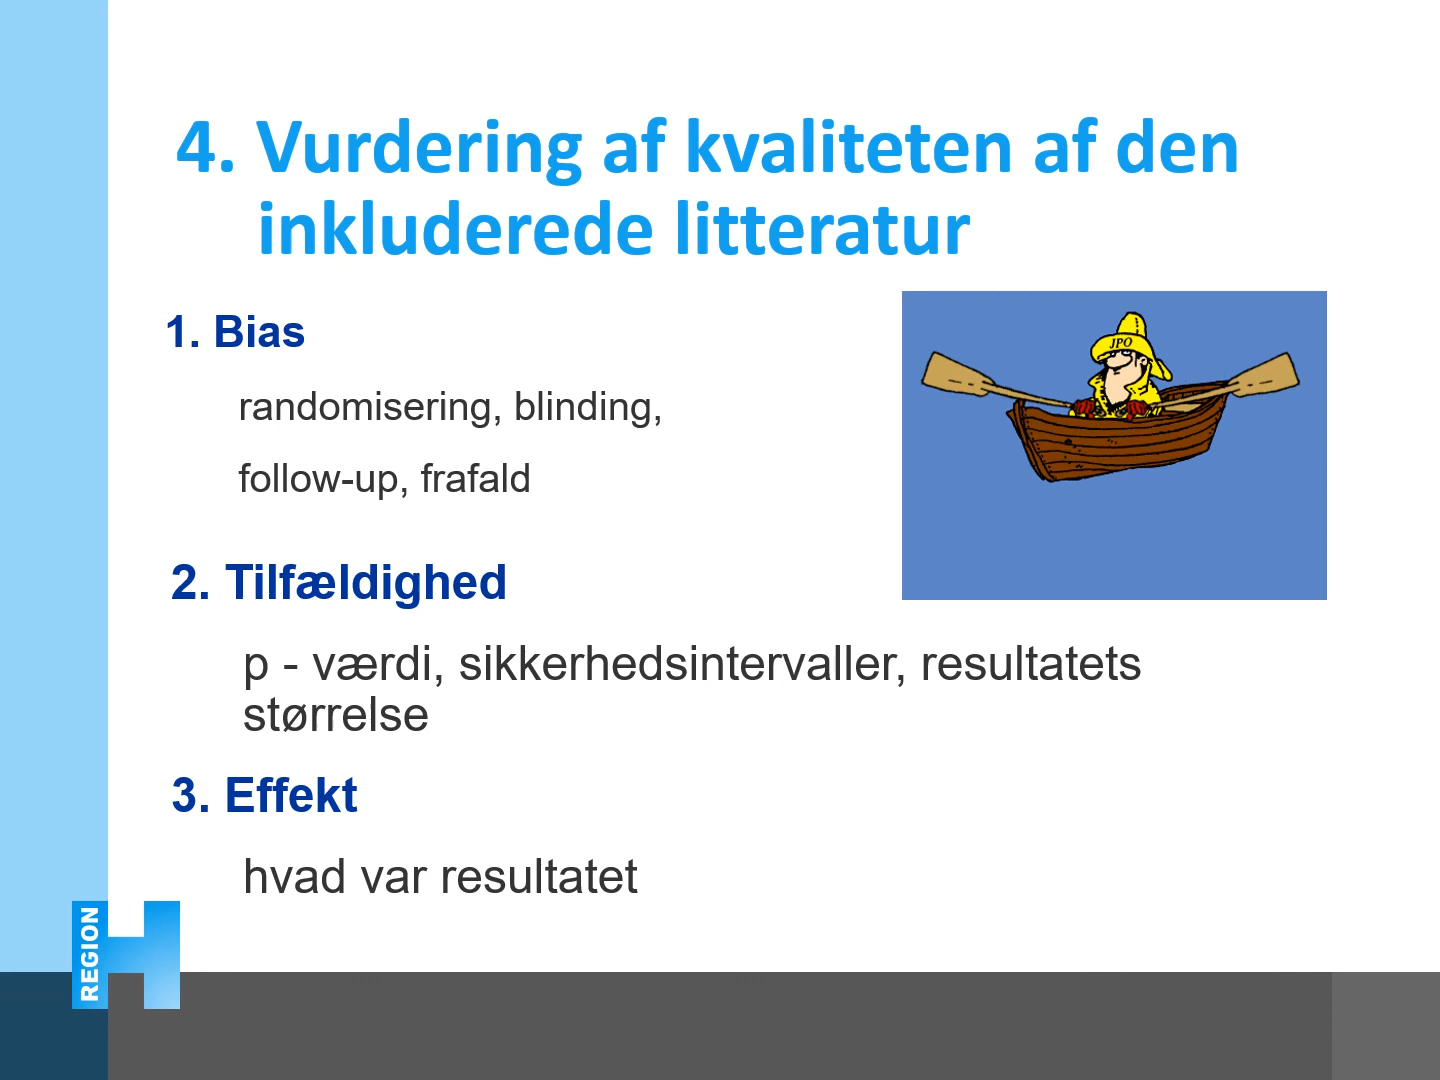 4. Vurdering af kvaliteten af den
inkluderede litteratur
1. Bias
randomisering, blinding,
follow-up, frafald
JPO
2. Tilfældighed
p - værdi, sikkerhedsintervaller, resultatets
størrelse
3. Effekt
hvad var resultatet
REGION